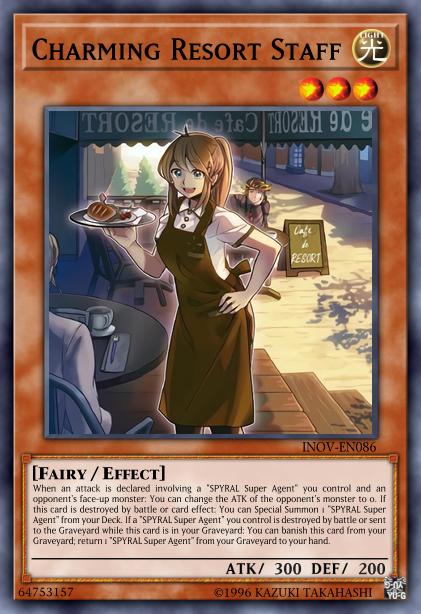 CHARMING RESORT STAFF
LIGHT
光
Cafe de RESORT
e de RESORT
Cafe
de
RESORT
INOV-EN086
[FAIRY / EFFECT]
When an attack is declared involving a "SPYRAL Super Agent" you control and an
opponent's face-up monster: You can change the ATK of the opponent's monster to 0. If
this card is destroyed by battle or card effect: You can Special Summon 1 "SPYRAL Super
Agent" from your Deck. If a "SPYRAL Super Agent" you control is destroyed by battle or sent
to the Graveyard while this card is in your Graveyard: You can banish this card from your
Graveyard; return 1 "SPYRAL Super Agent" from your Graveyard to your hand.
ATK/ 300 DEF/ 200
64753157
©1996 KAZUKI TAKAHASHI